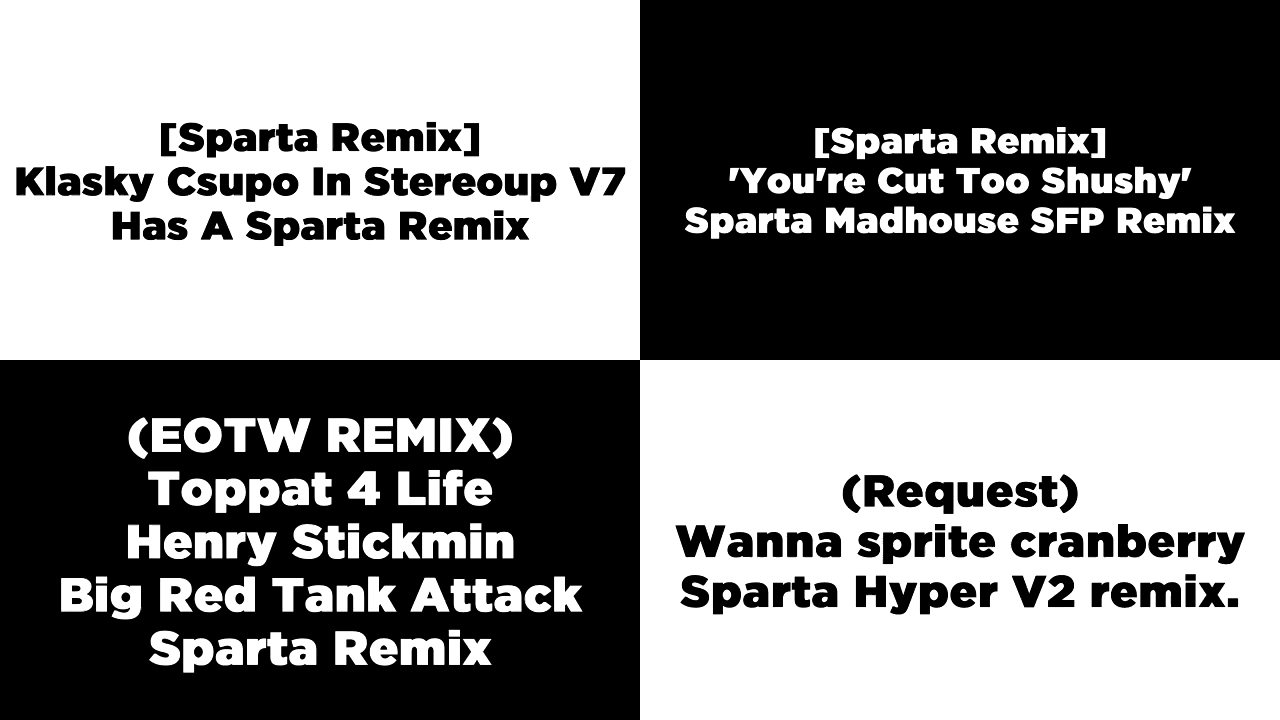 [Sparta Remix]
Klasky Csupo In Stereoup V7
Has A Sparta Remix
[Sparta Remix]
'You're Cut Too Shushy'
Sparta Madhouse SFP Remix
(EOTW REMIX)
Toppat 4 Life
Henry Stickmin
Big Red Tank Attack
Sparta Remix
(Request)
Wanna sprite cranberry
Sparta Hyper V2 remix.